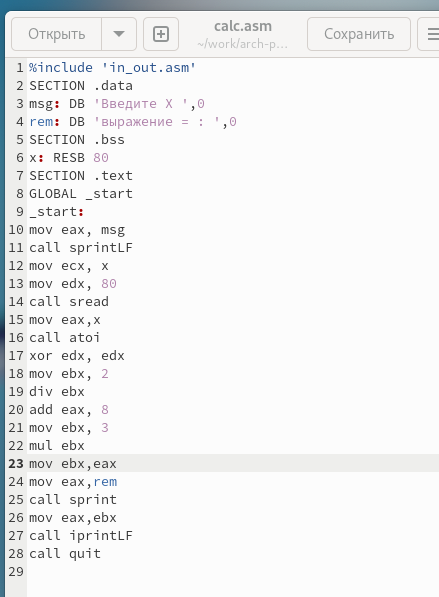 Открыть
calc.asm
~/work/arch-p...
Сохранить
1 %include 'in_out.asm'
2 SECTION .data
3 msg: DB 'Введите X ',0
4 rem: DB 'выражение = : ',0
5 SECTION .bss
6 x: RESB 80
7 SECTION .text
8 GLOBAL _start
9 _start:
10 mov eax, msg
11 call sprintLF
12 mov ecx, x
13 mov edx, 80
14 call sread
15 mov eax,x
16 call atoi
17 xor edx, edx
18 mov ebx, 2
19 div ebx
20 add eax, 8
21 mov ebx, 3
22 mul ebx
23 mov ebx,eax
24 mov eax,rem
25 call sprint
26 mov eax,ebx
27 call iprintLF
28 call quit
29